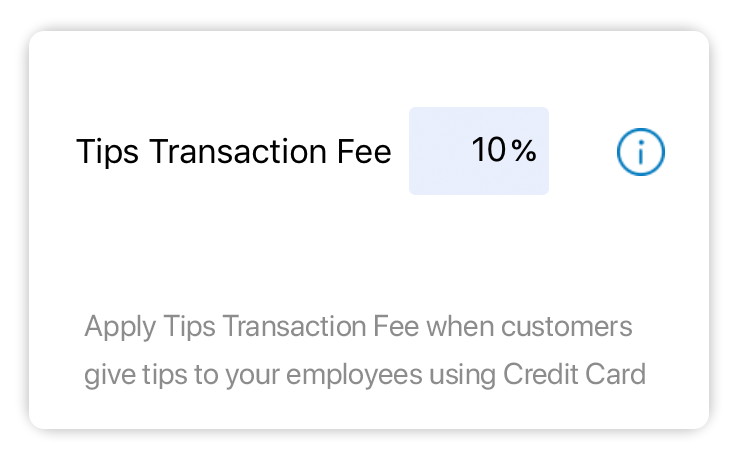 Tips Transaction Fee 10%
Apply Tips Transaction Fee when customers
give tips to your employees using Credit Card